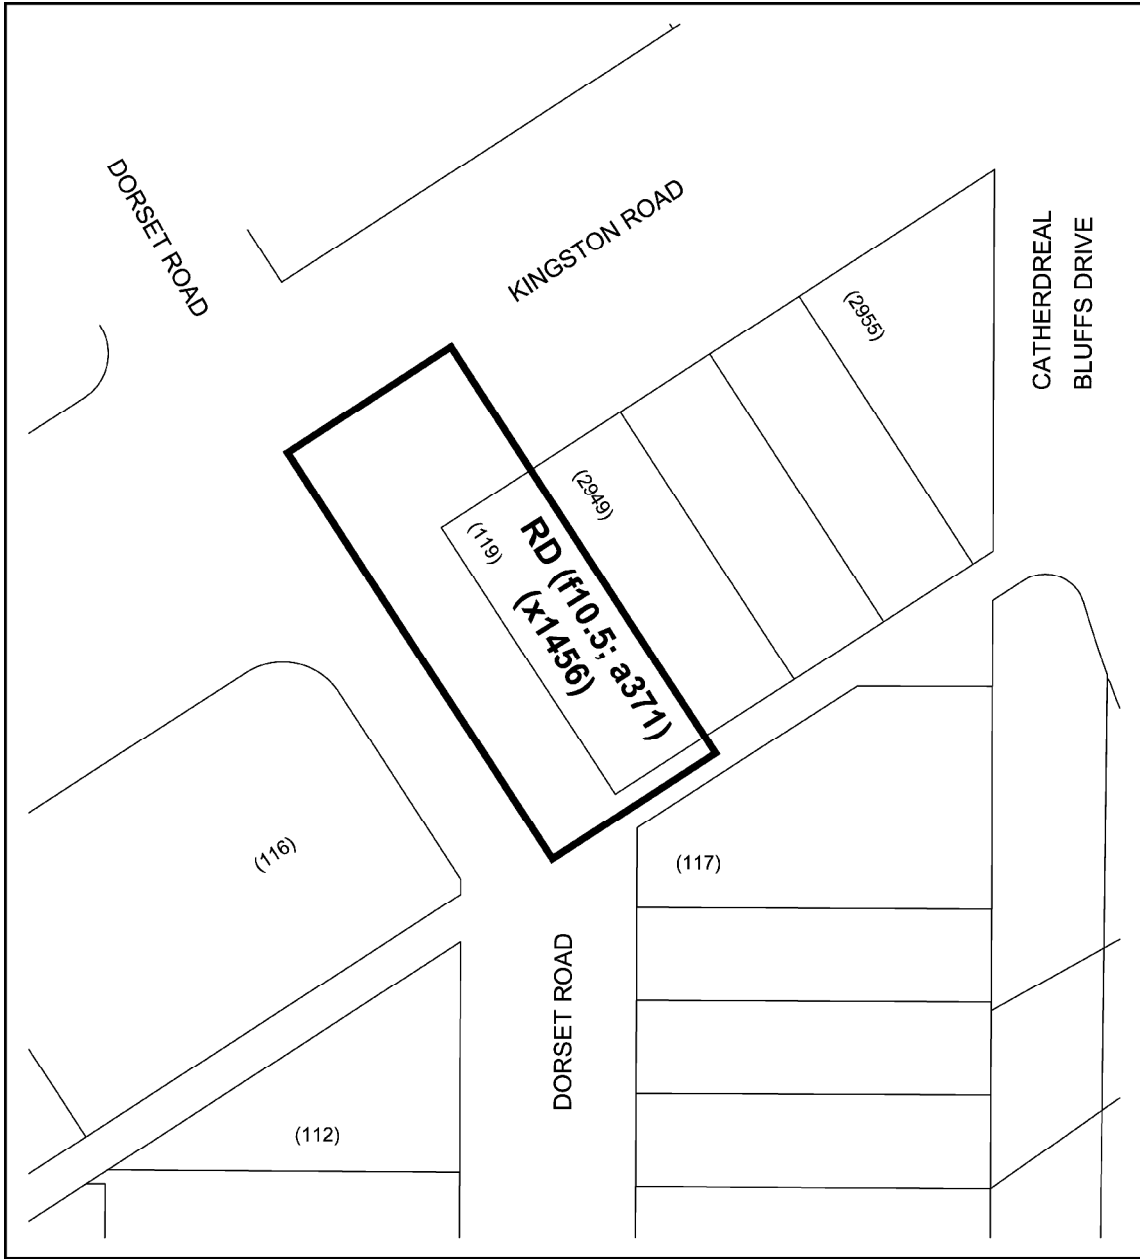 DORSET ROAD
KINGSTON ROAD
CATHERDREAL
BLUFFS DRIVE
(2955)
(2949)
(119)
RD (f10.5; a371)
(x1456)
(116)
(117)
DORSET ROAD
(112)